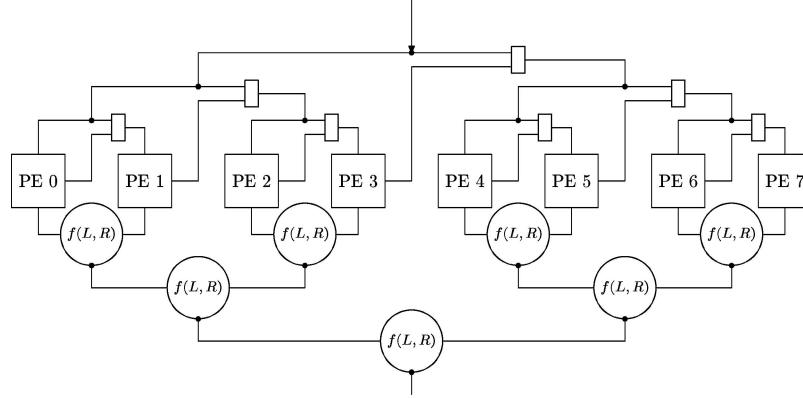 PE 0 PE 1 PE 2 PE 3 PE 4 PE 5 PE 6 PE 7
f(L, R) f(L, R) f(L, R) f(L, R)
f(L, R) f(L, R)
f(L, R)